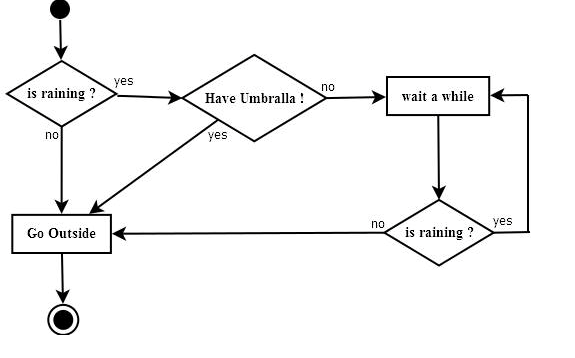 is raining ?
yes
no
Have Umbralla !
no
yes
wait a while
is raining ?
no
yes
Go Outside